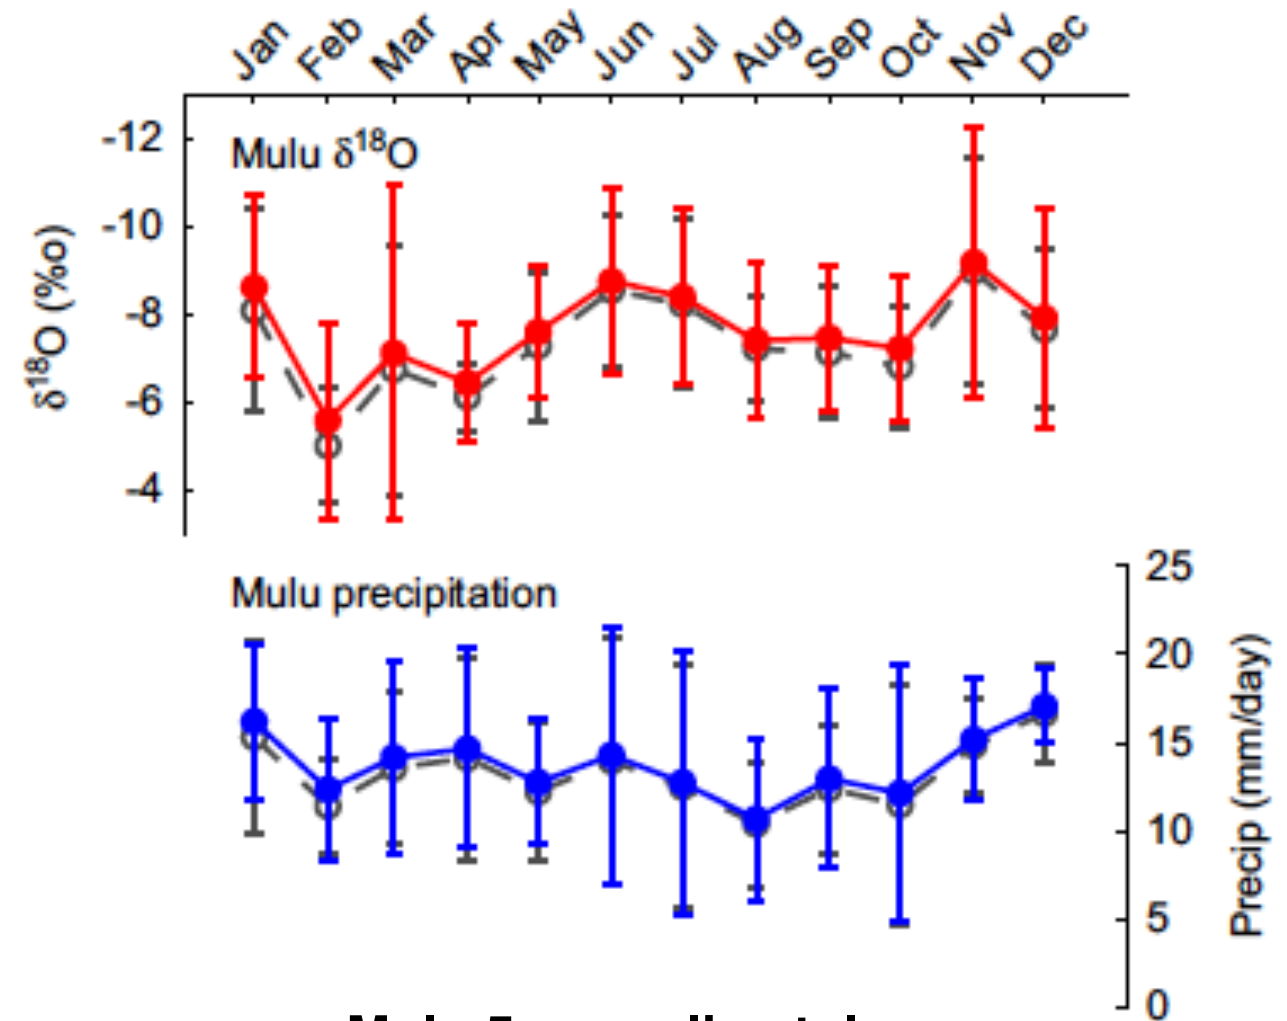 Jan Feb Mar Apr May Jun Jul Aug Sep Oct Nov Dec
Mulu δ¹⁸O
-12
-10
-8
-6
-4
δ¹⁸O (‰)
Mulu precipitation
25
20
15
10
5
0
Precip (mm/day)